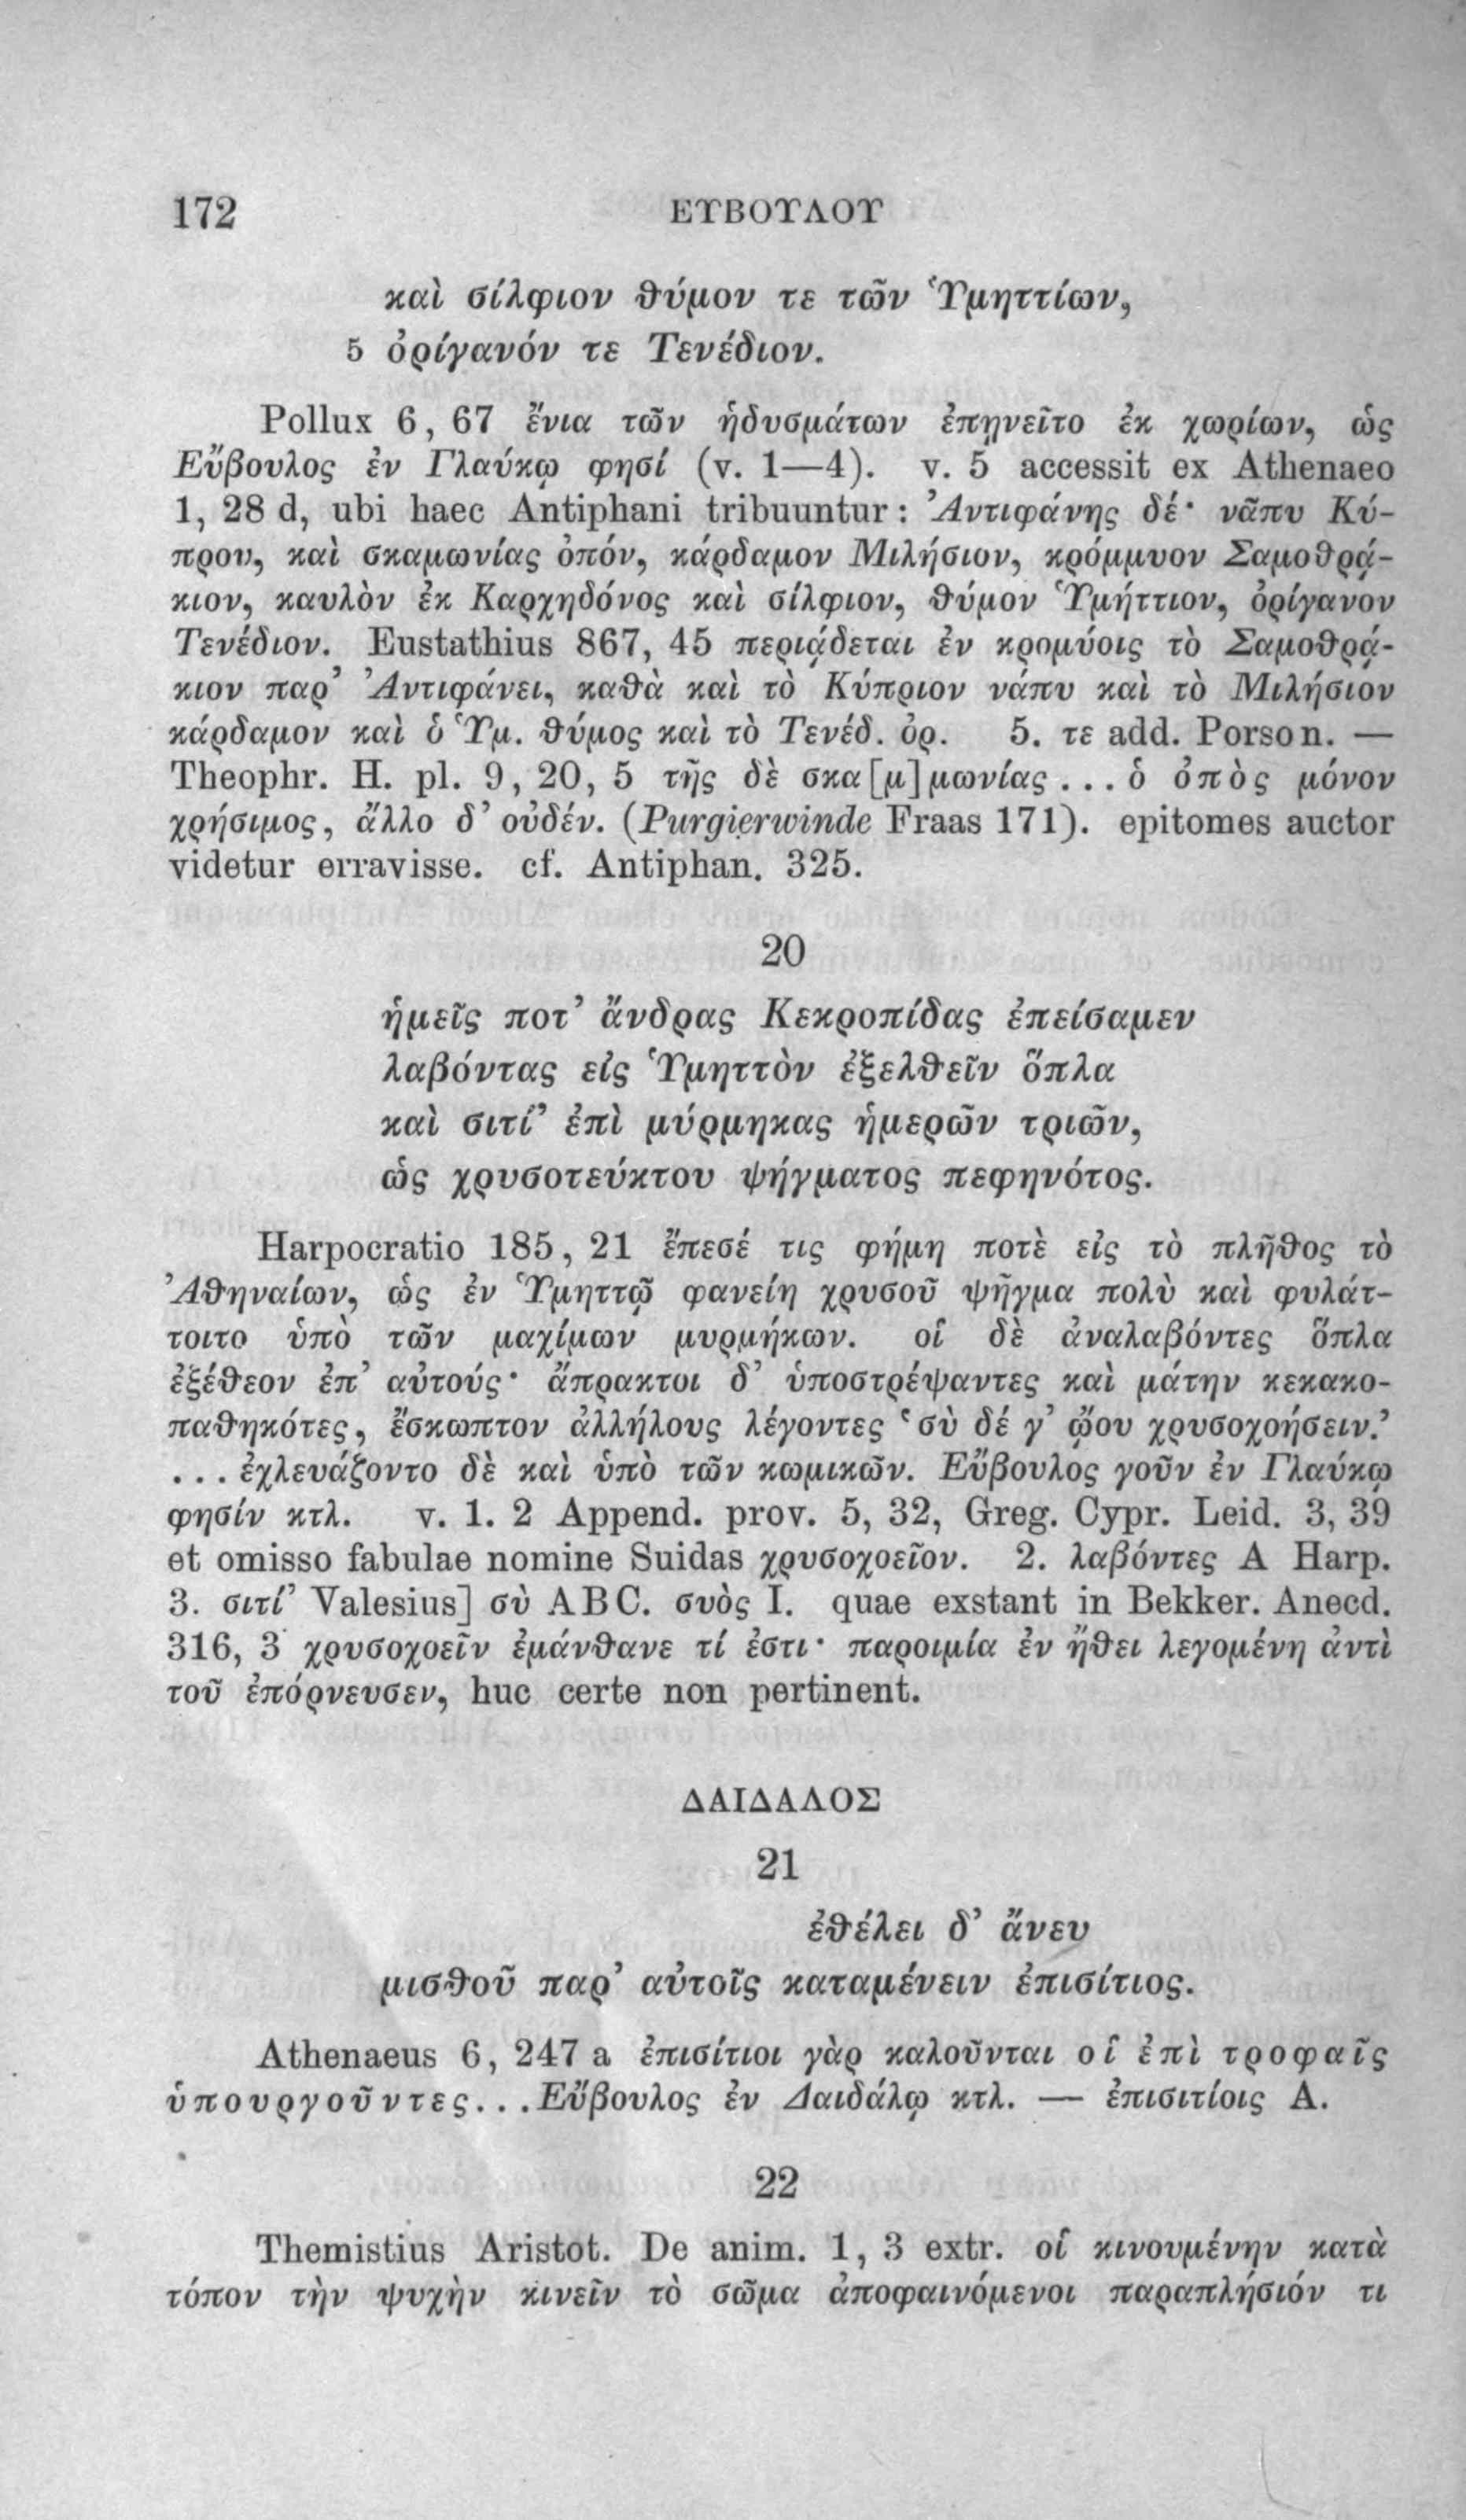 172 ΕΥΒΟΥΛΟΥ
καὶ σίλφιον θύμον τε τῶν Ὑμηττίων,
5 ὀρίγανόν τε Τενέδιον.
Pollux 6, 67 ἔνια τῶν ἡδυσμάτων ἐπῃνεῖτο ἐκ χωρίων, ὡς
Εὔβουλος ἐν Γλαύκῳ φησί (v. 1—4). v. 5 accessit ex Athenaeo
1, 28 d, ubi haec Antiphani tribuuntur: Ἀντιφάνης δέ· νᾶπυ Κύ-
πρου, καὶ σκαμωνίας ὀπόν, κάρδαμον Μιλήσιον, κρόμμυον Σαμοθρᾴ-
κιον, καυλὸν ἐκ Καρχηδόνος καὶ σίλφιον, θύμον Ὑμήττιον, ὀρίγανον
Τενέδιον. Eustathius 867, 45 περιᾴδεται ἐν κρομύοις τὸ Σαμοθρᾴ-
κιον παρ’ Ἀντιφάνει, καθὰ καὶ τὸ Κύπριον νάπυ καὶ τὸ Μιλήσιον
κάρδαμον καὶ ὁ Ὑμ. θύμος καὶ τὸ Τενέδ. ὀρ. 5. τε add. Porson. —
Theophr. H. pl. 9, 20, 5 τῆς δὲ σκα[μ]μωνίας ... ὁ ὀπὸς μόνον
χρήσιμος, ἄλλο δ’ οὐδέν. (Purgierwinde Fraas 171). epitomes auctor
videtur erravisse. cf. Antiphan. 325.
20
ἡμεῖς ποτ’ ἄνδρας Κεκροπίδας ἐπείσαμεν
λαβόντας εἰς Ὑμηττὸν ἐξελθεῖν ὅπλα
καὶ σιτί’ ἐπὶ μύρμηκας ἡμερῶν τριῶν,
ὡς χρυσοτεύκτου ψήγματος πεφηνότος.
Harpocratio 185, 21 ἔπεσέ τις φήμη ποτὲ εἰς τὸ πλῆθος τὸ
Ἀθηναίων, ὡς ἐν Ὑμηττῷ φανείη χρυσοῦ ψῆγμα πολὺ καὶ φυλάτ-
τοιτο ὑπὸ τῶν μαχίμων μυρμήκων. οἱ δὲ ἀναλαβόντες ὅπλα
ἐξέθεον ἐπ’ αὐτούς· ἄπρακτοι δ’ ὑποστρέψαντες καὶ μάτην κεκακο-
παθηκότες, ἔσκωπτον ἀλλήλους λέγοντες ‘σὺ δέ γ’ ᾤου χρυσοχοήσειν.’
... ἐχλευάζοντο δὲ καὶ ὑπὸ τῶν κωμικῶν. Εὔβουλος γοῦν ἐν Γλαύκῳ
φησίν κτλ. v. 1. 2 Append. prov. 5, 32, Greg. Cypr. Leid. 3, 39
et omisso fabulae nomine Suidas χρυσοχοεῖον. 2. λαβόντες A Harp.
3. σιτί’ Valesius] σὺ ABC. συὸς I. quae exstant in Bekker. Anecd.
316, 3 χρυσοχοεῖν ἐμάνθανε τί ἐστι· παροιμία ἐν ἤθει λεγομένη ἀντὶ
τοῦ ἐπόρνευσεν, huc certe non pertinent.
ΔΑΙΔΑΛΟΣ
21
ἐθέλει δ’ ἄνευ
μισθοῦ παρ’ αὐτοῖς καταμένειν ἐπισίτιος.
Athenaeus 6, 247 a ἐπισίτιοι γὰρ καλοῦνται οἱ ἐπὶ τροφαῖς
ὑπουργοῦντες... Εὔβουλος ἐν Δαιδάλῳ κτλ. — ἐπισιτίοις A.
22
Themistius Aristot. De anim. 1, 3 extr. οἱ κινουμένην κατὰ
τόπον τὴν ψυχὴν κινεῖν τὸ σῶμα ἀποφαινόμενοι παραπλήσιόν τι